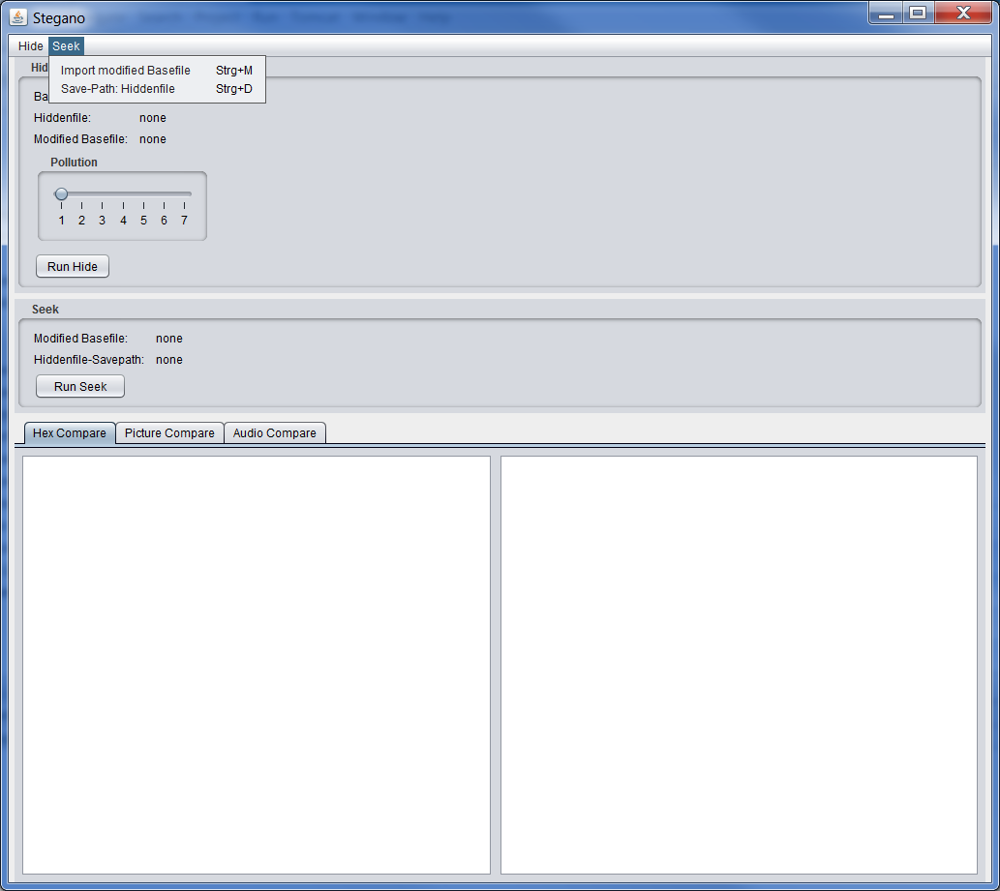 Stegano
Hide Seek
Import modified Basefile Strg+M
Save-Path: Hiddenfile Strg+D
Hid
Ba
Hiddenfile: none
Modified Basefile: none
Pollution
1 2 3 4 5 6 7
Run Hide
Seek
Modified Basefile: none
Hiddenfile-Savepath: none
Run Seek
Hex Compare Picture Compare Audio Compare